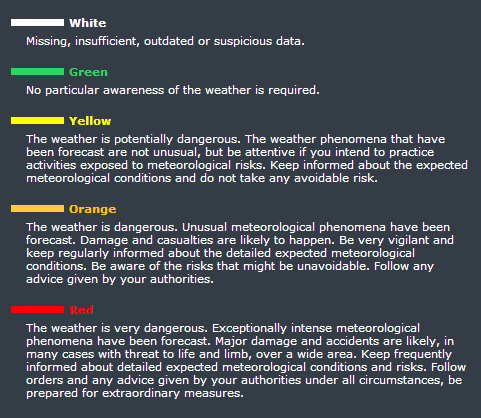 White
Missing, insufficient, outdated or suspicious data.
Green
No particular awareness of the weather is required.
Yellow
The weather is potentially dangerous. The weather phenomena that have
been forecast are not unusual, but be attentive if you intend to practice
activities exposed to meteorological risks. Keep informed about the expected
meteorological conditions and do not take any avoidable risk.
Orange
The weather is dangerous. Unusual meteorological phenomena have been
forecast. Damage and casualties are likely to happen. Be very vigilant and
keep regularly informed about the detailed expected meteorological
conditions. Be aware of the risks that might be unavoidable. Follow any
advice given by your authorities.
Red
The weather is very dangerous. Exceptionally intense meteorological
phenomena have been forecast. Major damage and accidents are likely, in
many cases with threat to life and limb, over a wide area. Keep frequently
informed about detailed expected meteorological conditions and risks. Follow
orders and any advice given by your authorities under all circumstances, be
prepared for extraordinary measures.